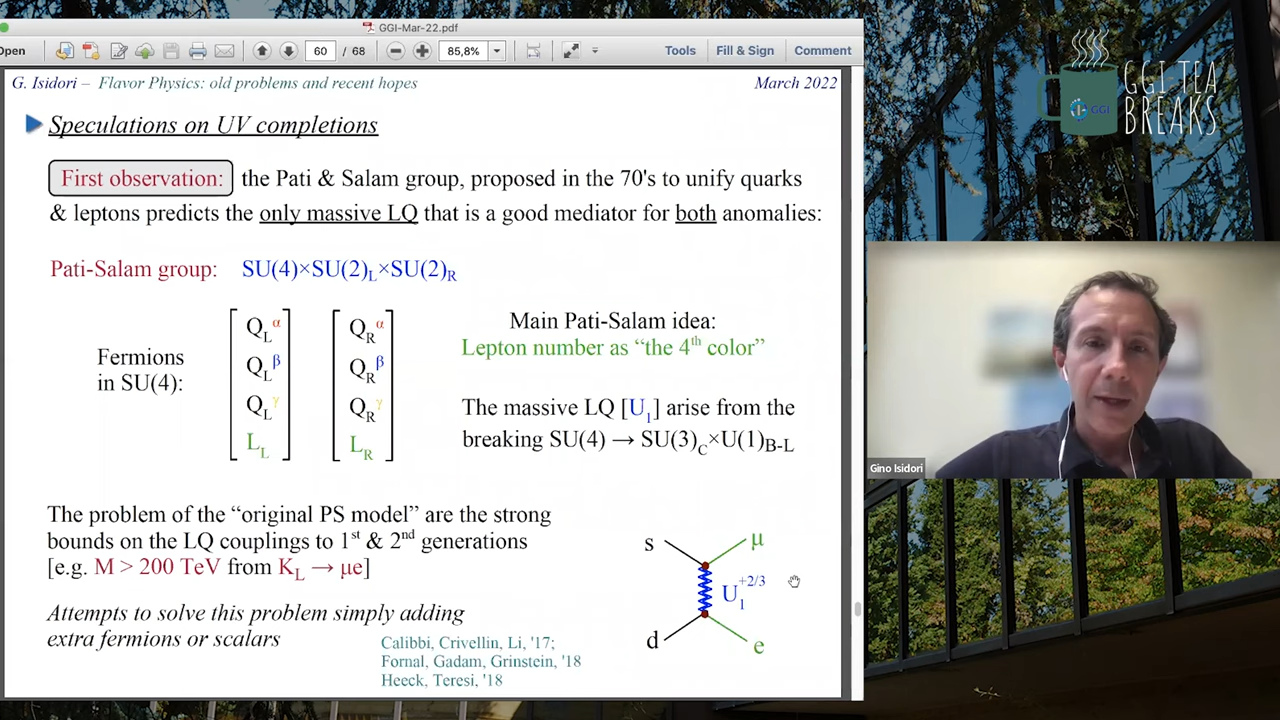 GGI-Mar-22.pdf
Open
60 / 68
85,8%
Tools
Fill & Sign
Comment
G. Isidori – Flavor Physics: old problems and recent hopes
March 2022
Speculations on UV completions
First observation: the Pati & Salam group, proposed in the 70's to unify quarks
& leptons predicts the only massive LQ that is a good mediator for both anomalies:
Pati-Salam group: SU(4)×SU(2)L×SU(2)R
Fermions
in SU(4):
QLα
QLβ
QLγ
LL
QRα
QRβ
QRγ
LR
Main Pati-Salam idea:
Lepton number as “the 4th color”
The massive LQ [U1] arise from the
breaking SU(4) → SU(3)C×U(1)B-L
The problem of the “original PS model” are the strong
bounds on the LQ couplings to 1st & 2nd generations
[e.g. M > 200 TeV from KL → μe]
Attempts to solve this problem simply adding
extra fermions or scalars
Calibbi, Crivellin, Li, '17;
Fornal, Gadam, Grinstein, '18
Heeck, Teresi, '18
s
μ
U1+2/3
d
e
GGI TEA
BREAKS
GGI
Gino Isidori